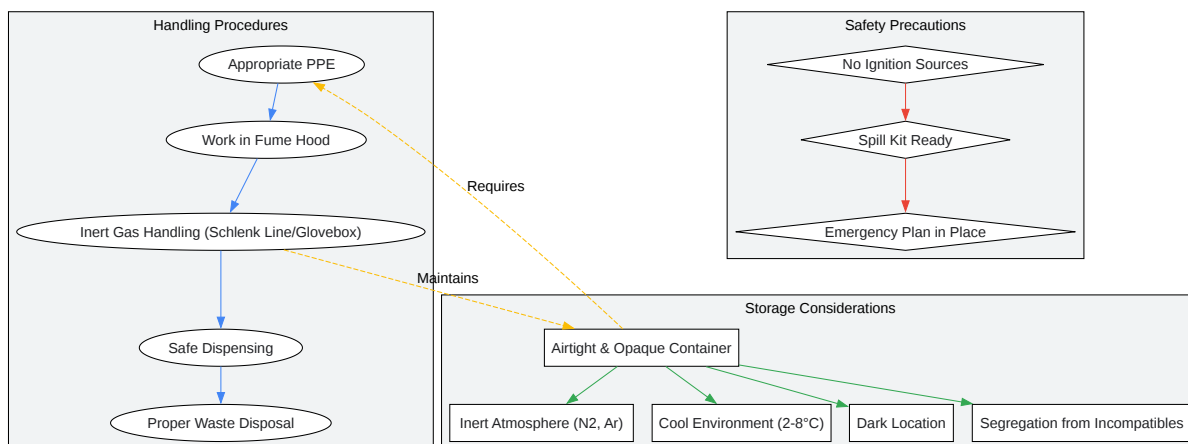 Handling Procedures
Appropriate PPE
Work in Fume Hood
Inert Gas Handling (Schlenk Line/Glovebox)
Safe Dispensing
Proper Waste Disposal
Requires
Maintains
Safety Precautions
No Ignition Sources
Spill Kit Ready
Emergency Plan in Place
Storage Considerations
Airtight & Opaque Container
Inert Atmosphere (N2, Ar)
Cool Environment (2-8°C)
Dark Location
Segregation from Incompatibles